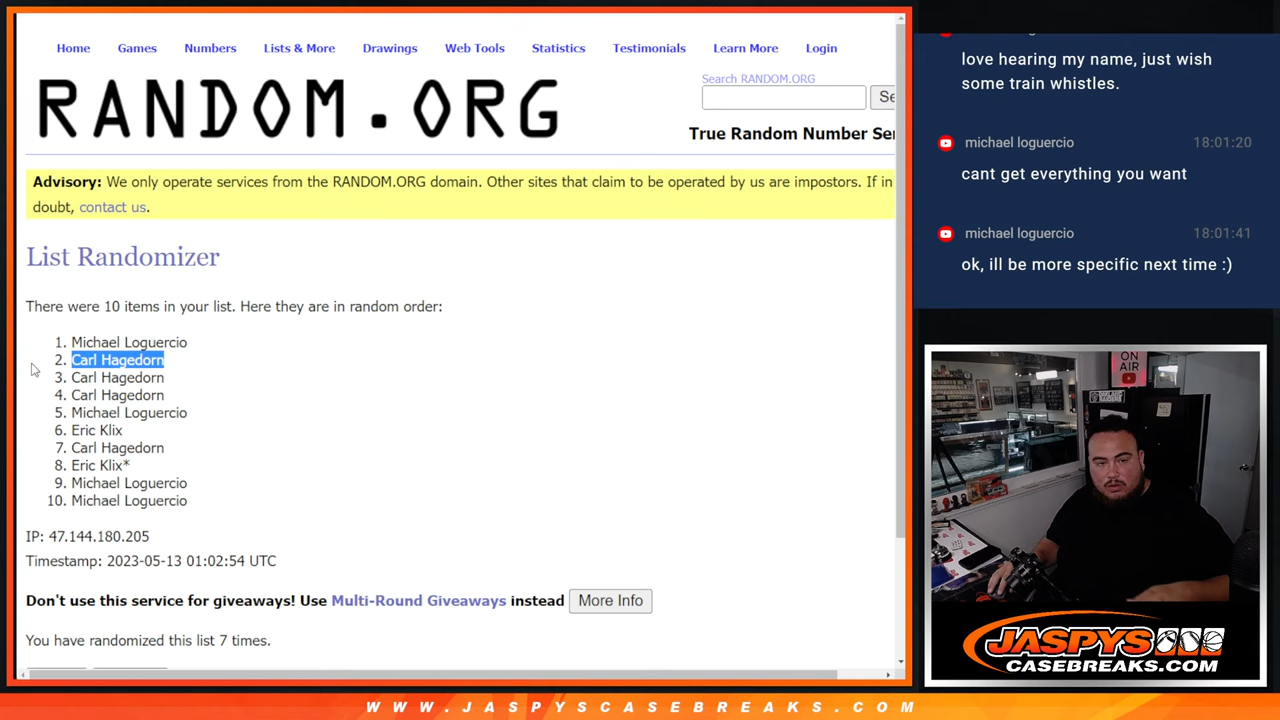 Home Games Numbers Lists & More Drawings Web Tools Statistics Testimonials Learn More Login
RANDOM.ORG
Search RANDOM.ORG
Se
True Random Number Ser
Advisory: We only operate services from the RANDOM.ORG domain. Other sites that claim to be operated by us are impostors. If in
doubt, contact us.
List Randomizer
There were 10 items in your list. Here they are in random order:
1. Michael Loguercio
2. Carl Hagedorn
3. Carl Hagedorn
4. Carl Hagedorn
5. Michael Loguercio
6. Eric Klix
7. Carl Hagedorn
8. Eric Klix*
9. Michael Loguercio
10. Michael Loguercio
IP: 47.144.180.205
Timestamp: 2023-05-13 01:02:54 UTC
Don't use this service for giveaways! Use Multi-Round Giveaways instead More Info
You have randomized this list 7 times.
love hearing my name, just wish
some train whistles.
michael loguercio 18:01:20
cant get everything you want
michael loguercio 18:01:41
ok, ill be more specific next time :)
ON
AIR
JASPYS
CASEBREAKS.COM
WWW.JASPYSCASEBREAKS.COM